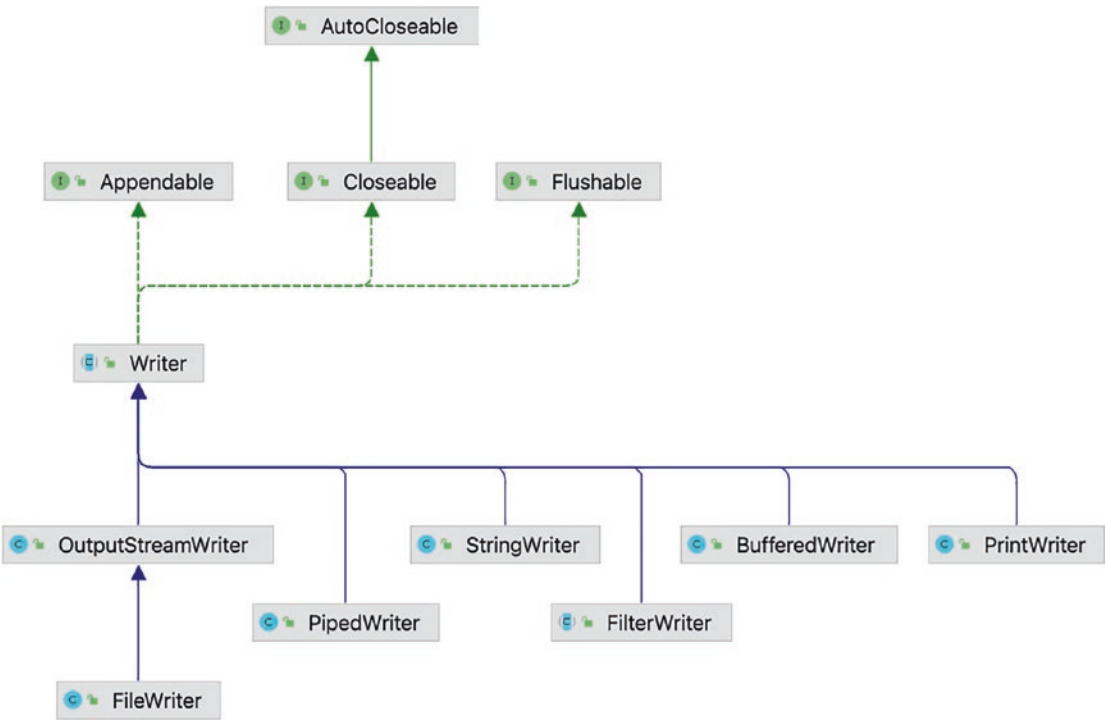 AutoCloseable
Appendable
Closeable
Flushable
Writer
OutputStreamWriter
StringWriter
BufferedWriter
PrintWriter
PipedWriter
FilterWriter
FileWriter